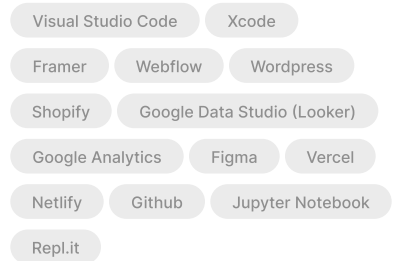 Visual Studio Code Xcode
Framer Webflow Wordpress
Shopify Google Data Studio (Looker)
Google Analytics Figma Vercel
Netlify Github Jupyter Notebook
Repl.it